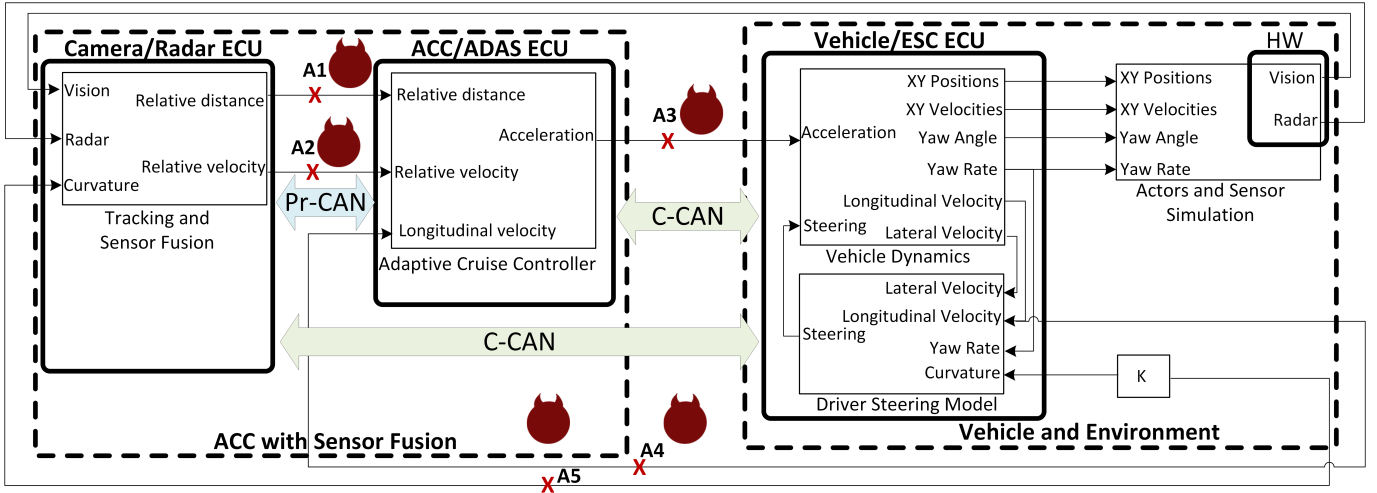 Camera/Radar ECU
Vision
Relative distance
Radar
Relative velocity
Curvature
Tracking and
Sensor Fusion
A1
A2
Pr-CAN
ACC/ADAS ECU
Relative distance
Acceleration
Relative velocity
Longitudinal velocity
Adaptive Cruise Controller
A3
C-CAN
C-CAN
ACC with Sensor Fusion
A5
A4
Vehicle/ESC ECU
XY Positions
XY Velocities
Acceleration
Yaw Angle
Yaw Rate
Longitudinal Velocity
Steering
Lateral Velocity
Vehicle Dynamics
Lateral Velocity
Longitudinal Velocity
Steering
Yaw Rate
Curvature
Driver Steering Model
HW
XY Positions
Vision
XY Velocities
Radar
Yaw Angle
Yaw Rate
Actors and Sensor
Simulation
K
Vehicle and Environment